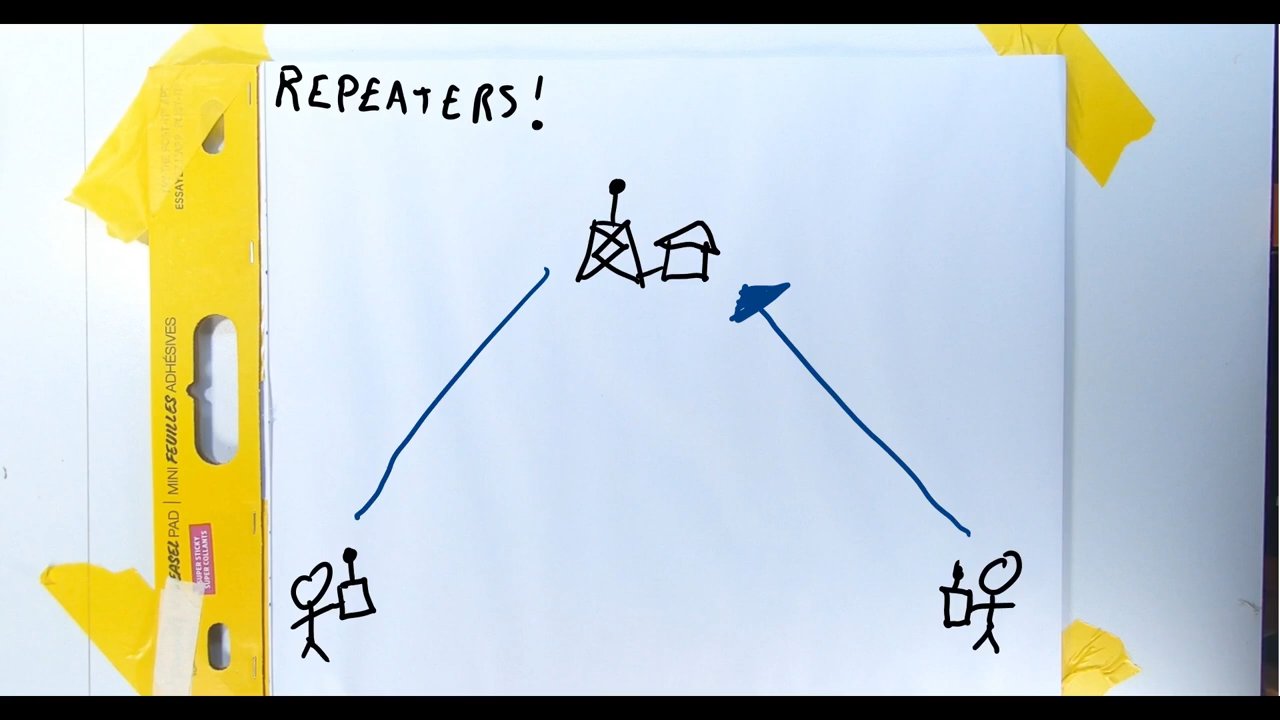 REPEATERS!
EASEL PAD | MINI FEUILLES ADHÉSIVES
SUPER STICKY
SUPER COLLANTS